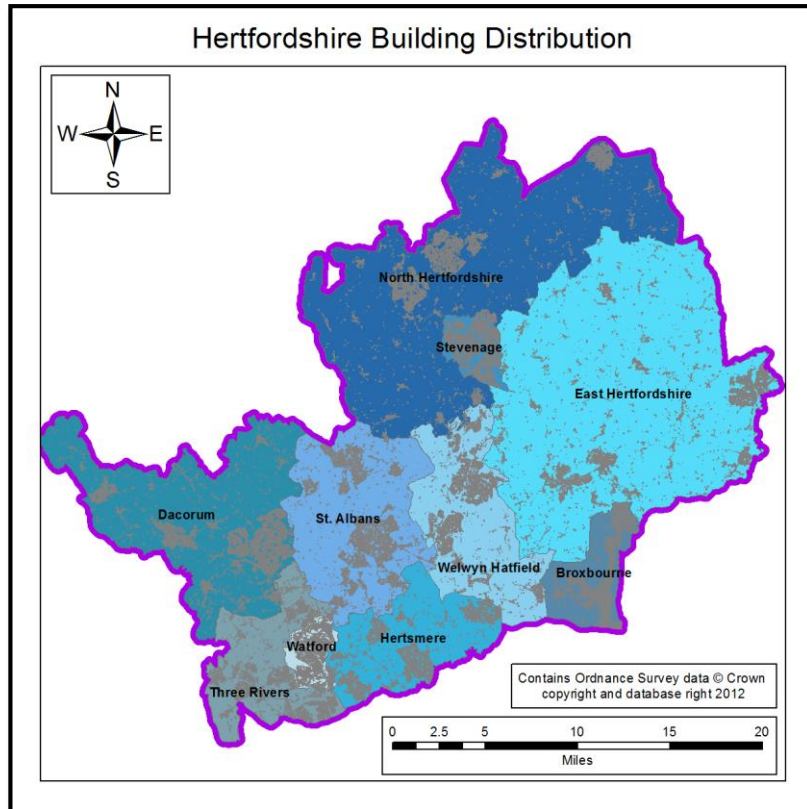 Hertfordshire Building Distribution
N
W E
S
North Hertfordshire
Stevenage
East Hertfordshire
Dacorum
St. Albans
Welwyn Hatfield
Broxbourne
Watford
Hertsmere
Three Rivers
Contains Ordnance Survey data © Crown
copyright and database right 2012
0 2.5 5 10 15 20
Miles